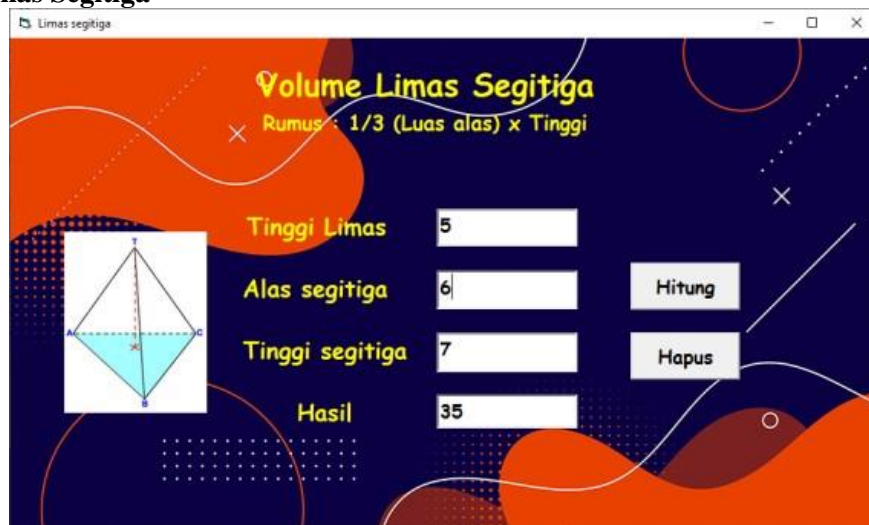 Limas segitiga
Volume Limas Segitiga
Rumus : 1/3 (Luas alas) x Tinggi
Tinggi Limas 5
Alas segitiga 6 Hitung
Tinggi segitiga 7 Hapus
Hasil 35
T
A C
B